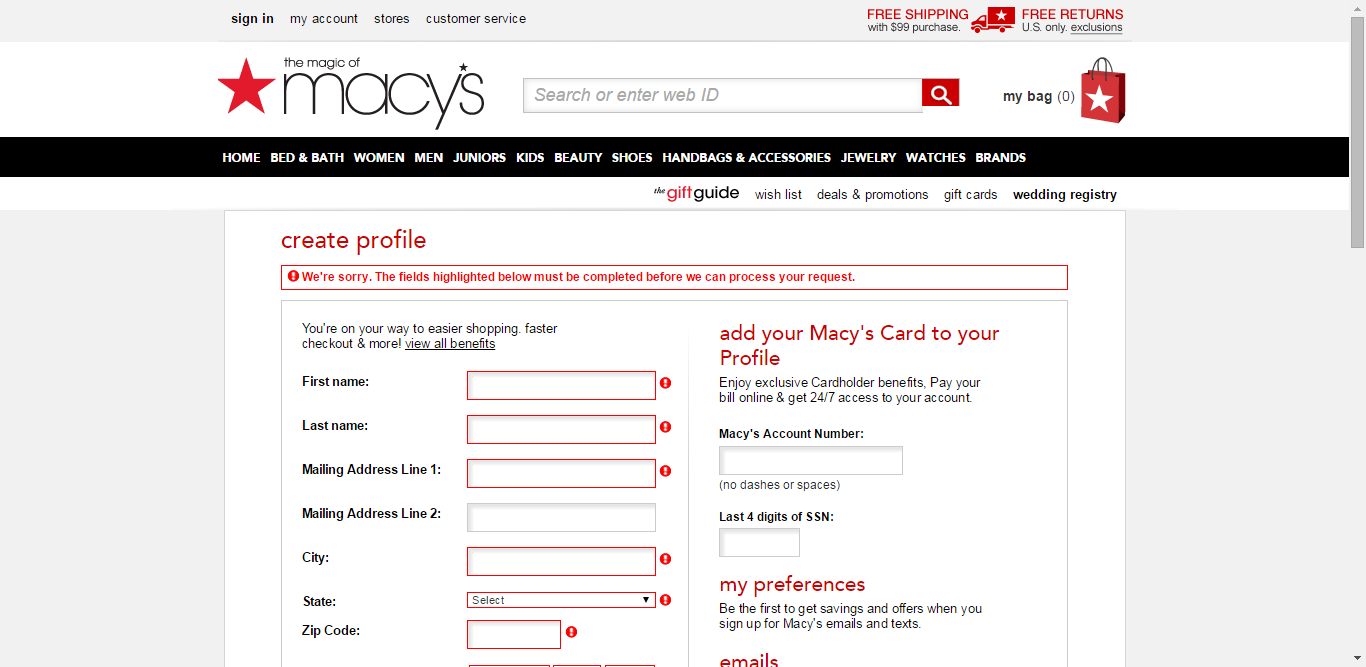 sign in my account stores customer service
FREE SHIPPING
with $99 purchase.
FREE RETURNS
U.S. only. exclusions
the magic of
macy's
Search or enter web ID
my bag (0)
HOME BED & BATH WOMEN MEN JUNIORS KIDS BEAUTY SHOES HANDBAGS & ACCESSORIES JEWELRY WATCHES BRANDS
the giftguide wish list deals & promotions gift cards wedding registry
create profile
We're sorry. The fields highlighted below must be completed before we can process your request.
You're on your way to easier shopping. faster
checkout & more! view all benefits
First name:
Last name:
Mailing Address Line 1:
Mailing Address Line 2:
City:
State:
Select
Zip Code:
add your Macy's Card to your
Profile
Enjoy exclusive Cardholder benefits, Pay your
bill online & get 24/7 access to your account.
Macy's Account Number:
(no dashes or spaces)
Last 4 digits of SSN:
my preferences
Be the first to get savings and offers when you
sign up for Macy's emails and texts.
emails